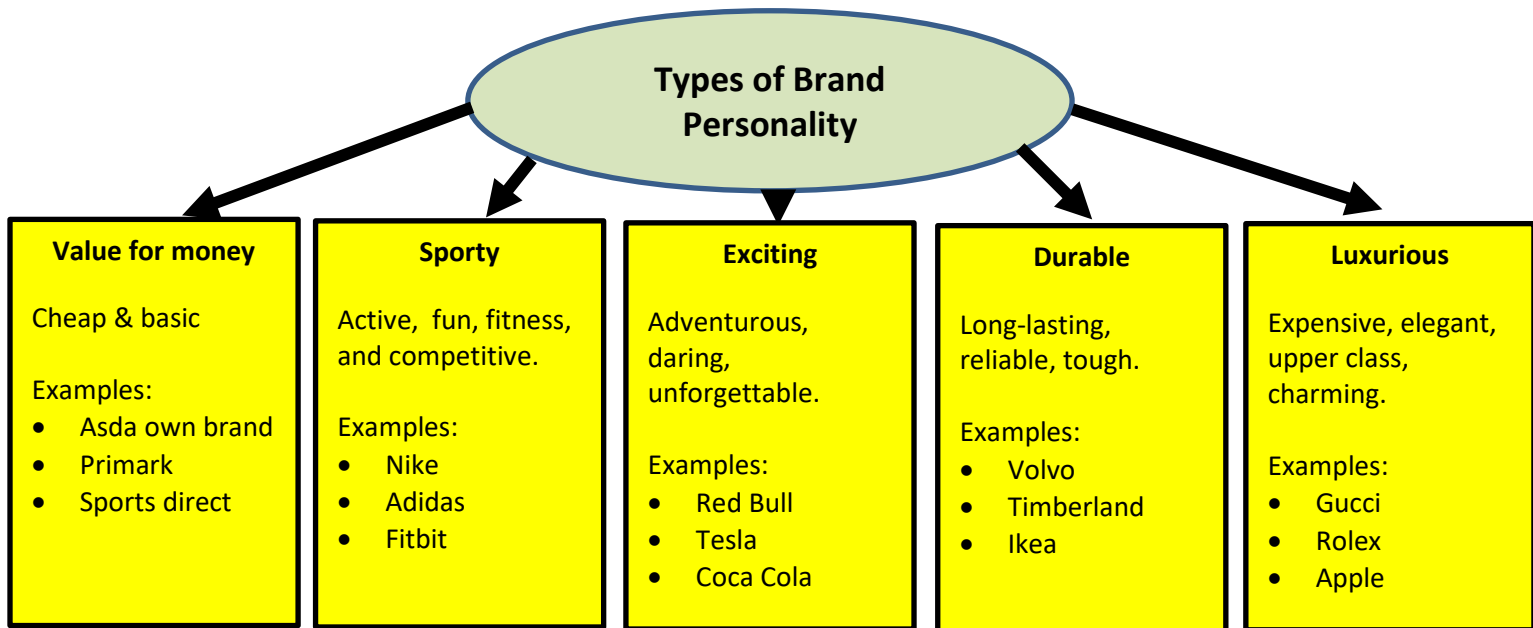 Types of Brand
Personality
Value for money
Cheap & basic
Examples:
• Asda own brand
• Primark
• Sports direct
Sporty
Active,  fun, fitness,
and competitive.
Examples:
• Nike
• Adidas
• Fitbit
Exciting
Adventurous,
daring,
unforgettable.
Examples:
• Red Bull
• Tesla
• Coca Cola
Durable
Long-lasting,
reliable, tough.
Examples:
• Volvo
• Timberland
• Ikea
Luxurious
Expensive, elegant,
upper class,
charming.
Examples:
• Gucci
• Rolex
• Apple